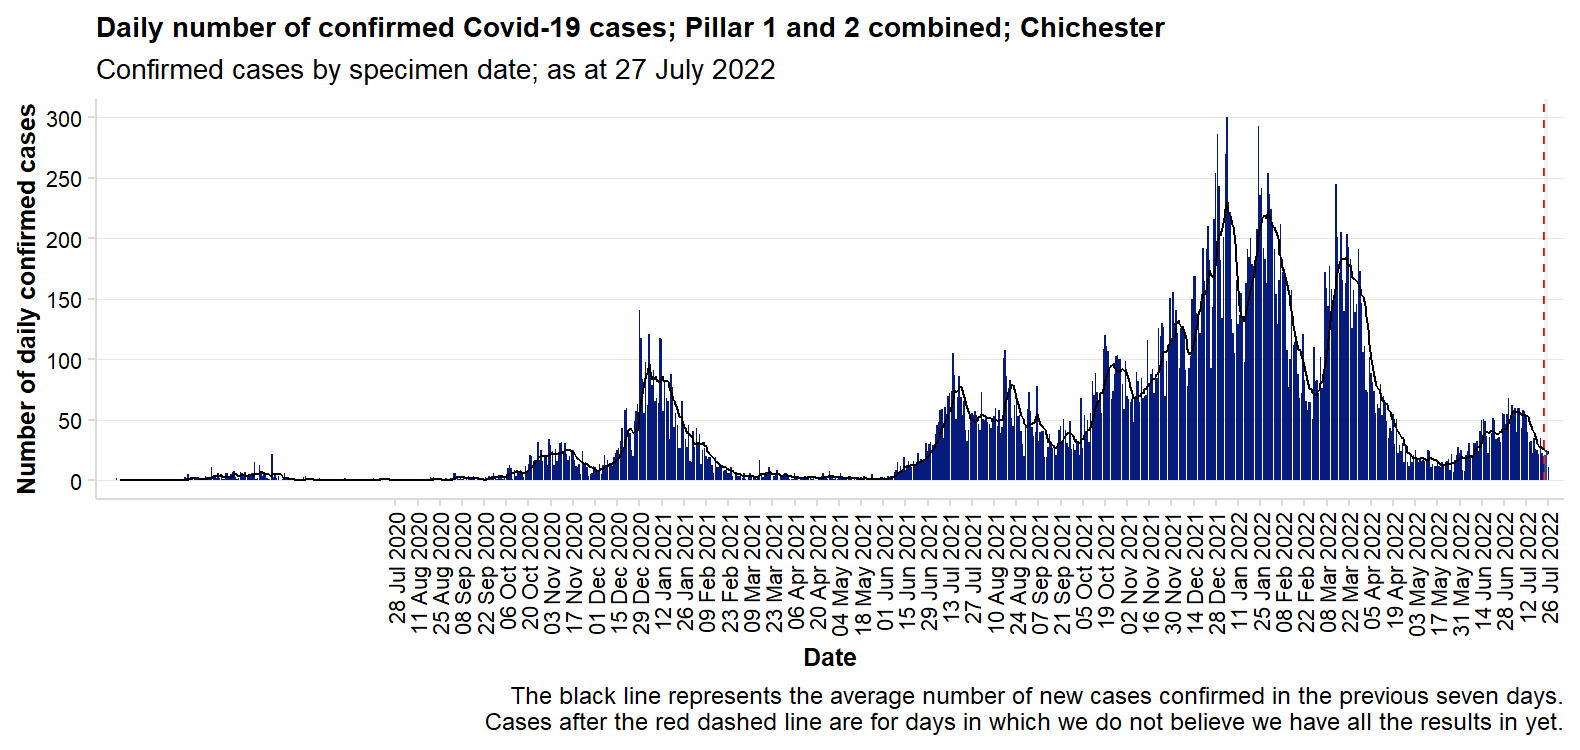 Daily number of confirmed Covid-19 cases; Pillar 1 and 2 combined; Chichester
Confirmed cases by specimen date; as at 27 July 2022
Number of daily confirmed cases
300
250
200
150
100
50
0
28 Jul 2020
11 Aug 2020
25 Aug 2020
08 Sep 2020
22 Sep 2020
06 Oct 2020
20 Oct 2020
03 Nov 2020
17 Nov 2020
01 Dec 2020
15 Dec 2020
29 Dec 2020
12 Jan 2021
26 Jan 2021
09 Feb 2021
23 Feb 2021
09 Mar 2021
23 Mar 2021
06 Apr 2021
20 Apr 2021
04 May 2021
18 May 2021
01 Jun 2021
15 Jun 2021
29 Jun 2021
13 Jul 2021
27 Jul 2021
10 Aug 2021
24 Aug 2021
07 Sep 2021
21 Sep 2021
05 Oct 2021
19 Oct 2021
02 Nov 2021
16 Nov 2021
30 Nov 2021
14 Dec 2021
28 Dec 2021
11 Jan 2022
25 Jan 2022
08 Feb 2022
22 Feb 2022
08 Mar 2022
22 Mar 2022
05 Apr 2022
19 Apr 2022
03 May 2022
17 May 2022
31 May 2022
14 Jun 2022
28 Jun 2022
12 Jul 2022
26 Jul 2022
Date
The black line represents the average number of new cases confirmed in the previous seven days.
Cases after the red dashed line are for days in which we do not believe we have all the results in yet.